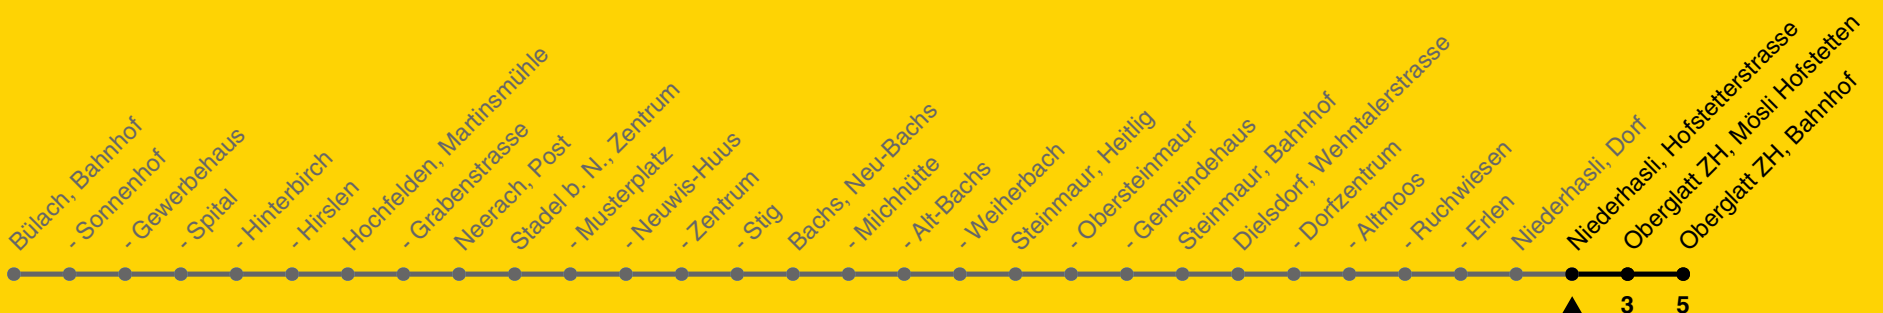 Bülach, Bahnhof
- Sonnenhof
- Gewerbehaus
- Spital
- Hinterbirch
- Hirslen
Hochfelden, Martinsmühle
- Grabenstrasse
Neerach, Post
Stadel b. N., Zentrum
- Musterplatz
- Neuwis-Huus
- Zentrum
- Stig
Bachs, Neu-Bachs
- Milchhütte
- Alt-Bachs
- Weiherbach
Steinmaur, Heitlig
- Obersteinmaur
- Gemeindehaus
Steinmaur, Bahnhof
Dielsdorf, Wehntalerstrasse
- Dorfzentrum
- Altmoos
- Ruchwiesen
- Erlen
Niederhasli, Dorf
Niederhasli, Hofstetterstrasse
Oberglatt ZH, Mösli Hofstetten
Oberglatt ZH, Bahnhof
3 5